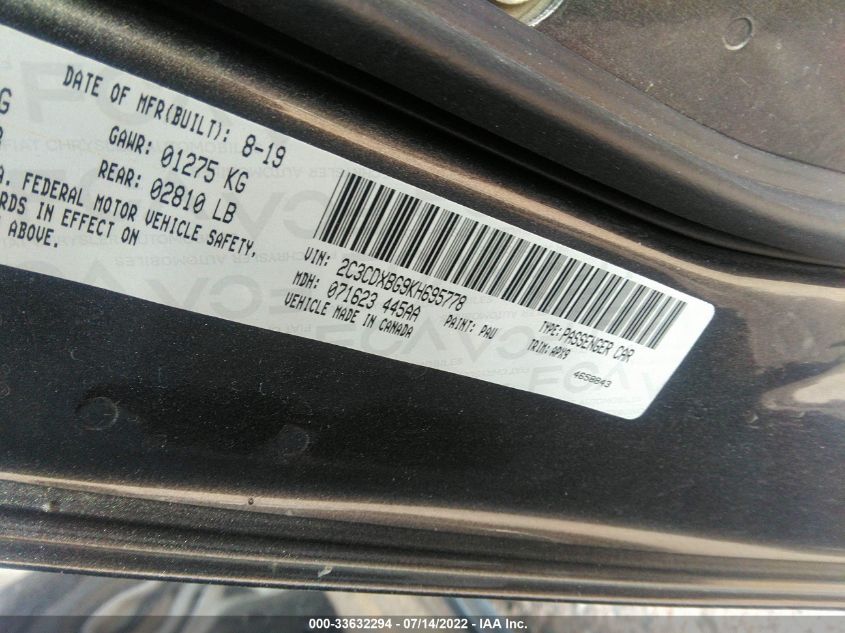 DATE OF MFR(BUILT): 8-19
G GAWR: 01275 KG
B REAR: 02810 LB
A. FEDERAL MOTOR VEHICLE SAFETY
RDS IN EFFECT ON
ABOVE.
VIN: 2C3CDXBG9KH695778
TYPE: PASSENGER CAR
MDH: 071623 445AA
PAINT: PAU
TRIM: APX9
VEHICLE MADE IN CANADA
4658843
000-33632294 - 07/14/2022 - IAA Inc.